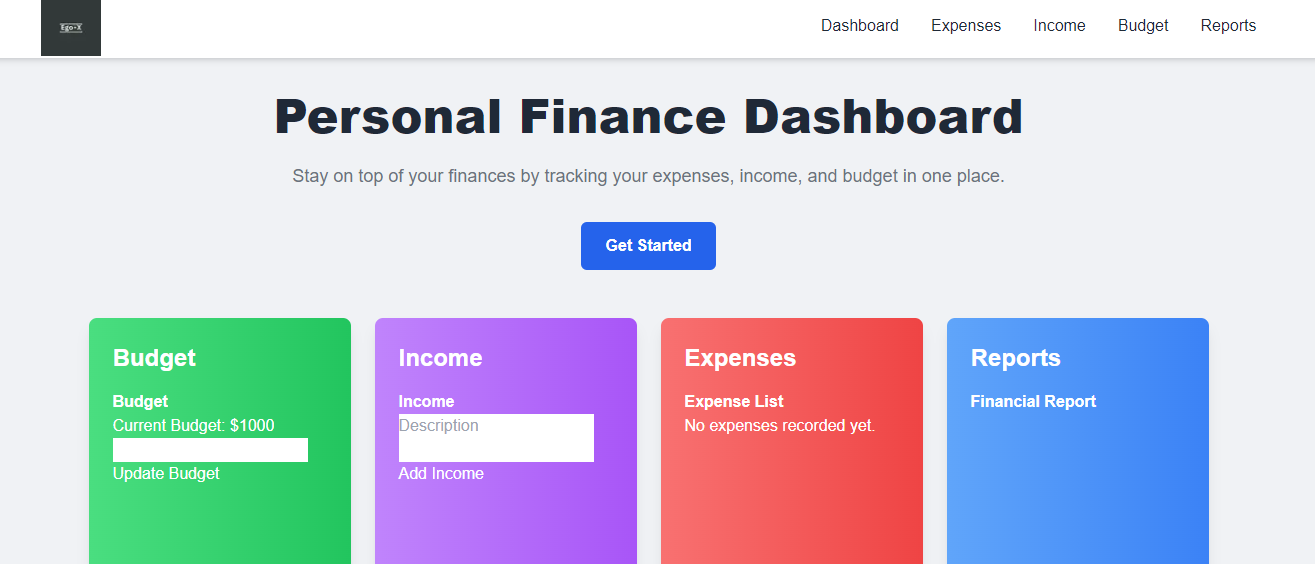 Ego-X
Dashboard Expenses Income Budget Reports
Personal Finance Dashboard
Stay on top of your finances by tracking your expenses, income, and budget in one place.
Get Started
Budget
Budget
Current Budget: $1000
Update Budget
Income
Income
Description
Add Income
Expenses
Expense List
No expenses recorded yet.
Reports
Financial Report